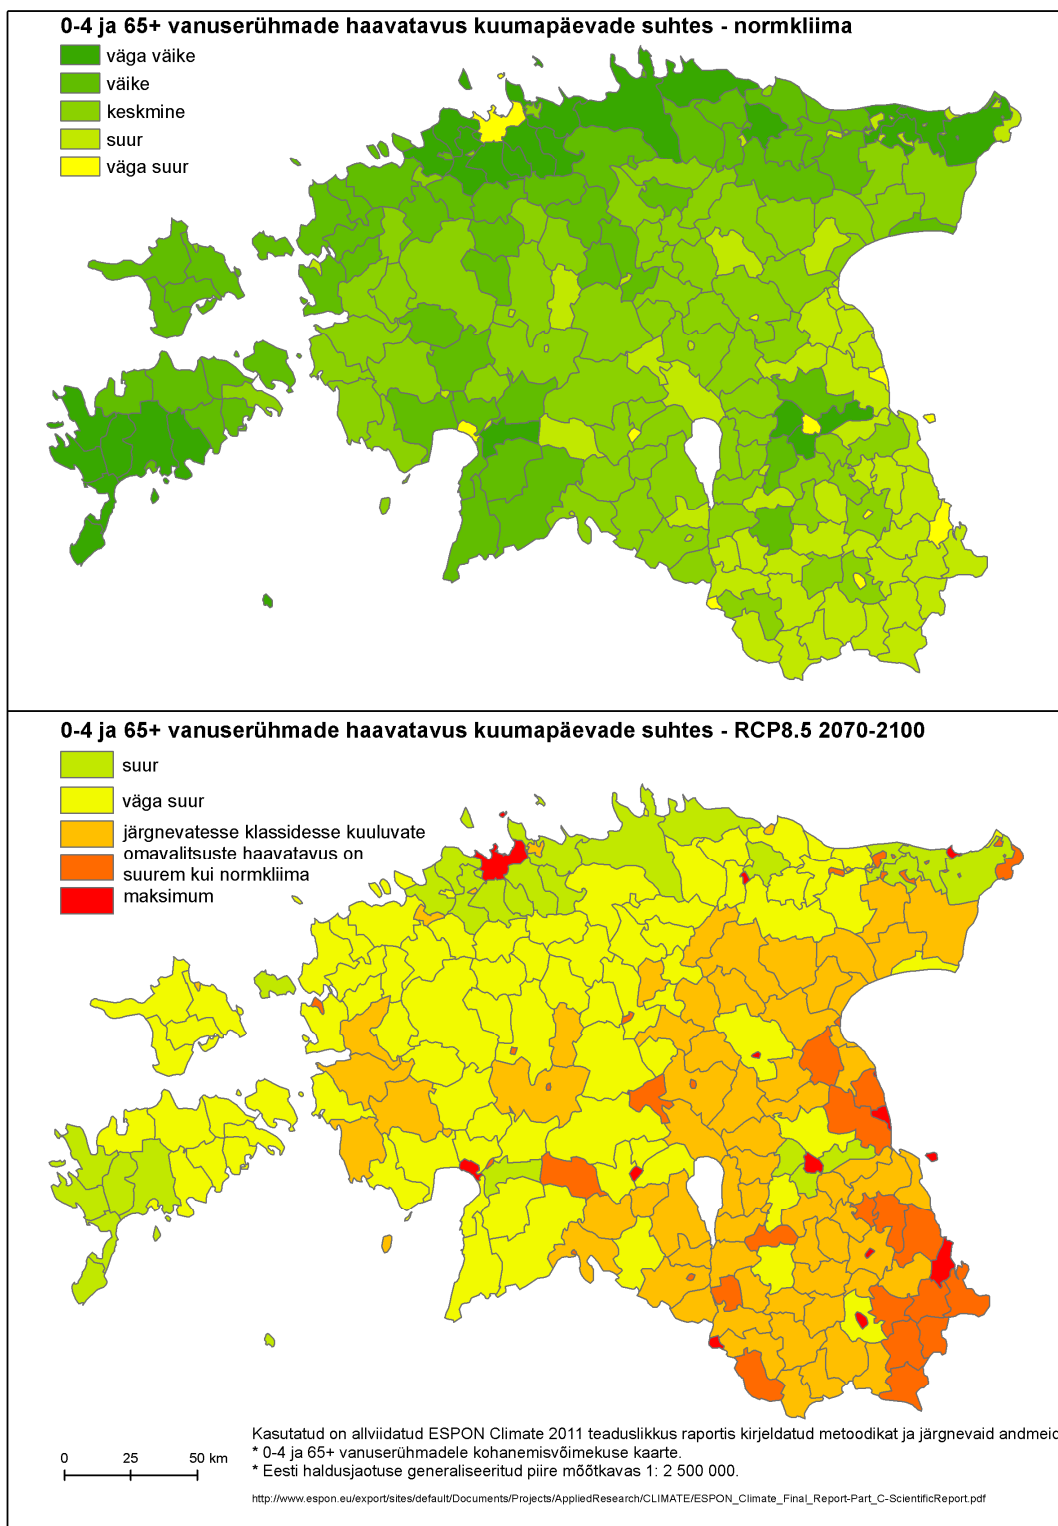 0-4 ja 65+ vanuserühmade haavatavus kuumapäevade suhtes - normkliima
väga väike
väike
keskmine
suur
väga suur
0-4 ja 65+ vanuserühmade haavatavus kuumapäevade suhtes - RCP8.5 2070-2100
suur
väga suur
järgnevatesse klassidesse kuuluvate
omavalitsuste haavatavus on
suurem kui normkliima
maksimum
Kasutatud on allviidatud ESPON Climate 2011 teaduslikkus raportis kirjeldatud metoodikat ja järgnevaid andmeid
* 0-4 ja 65+ vanuserühmadele kohanemisvõimekuse kaarte.
* Eesti haldusjaotuse generaliseeritud piire mõõtkavas 1: 2 500 000.
0 25 50 km
http://www.espon.eu/export/sites/default/Documents/Projects/AppliedResearch/CLIMATE/ESPON_Climate_Final_Report-Part_C-ScientificReport.pdf